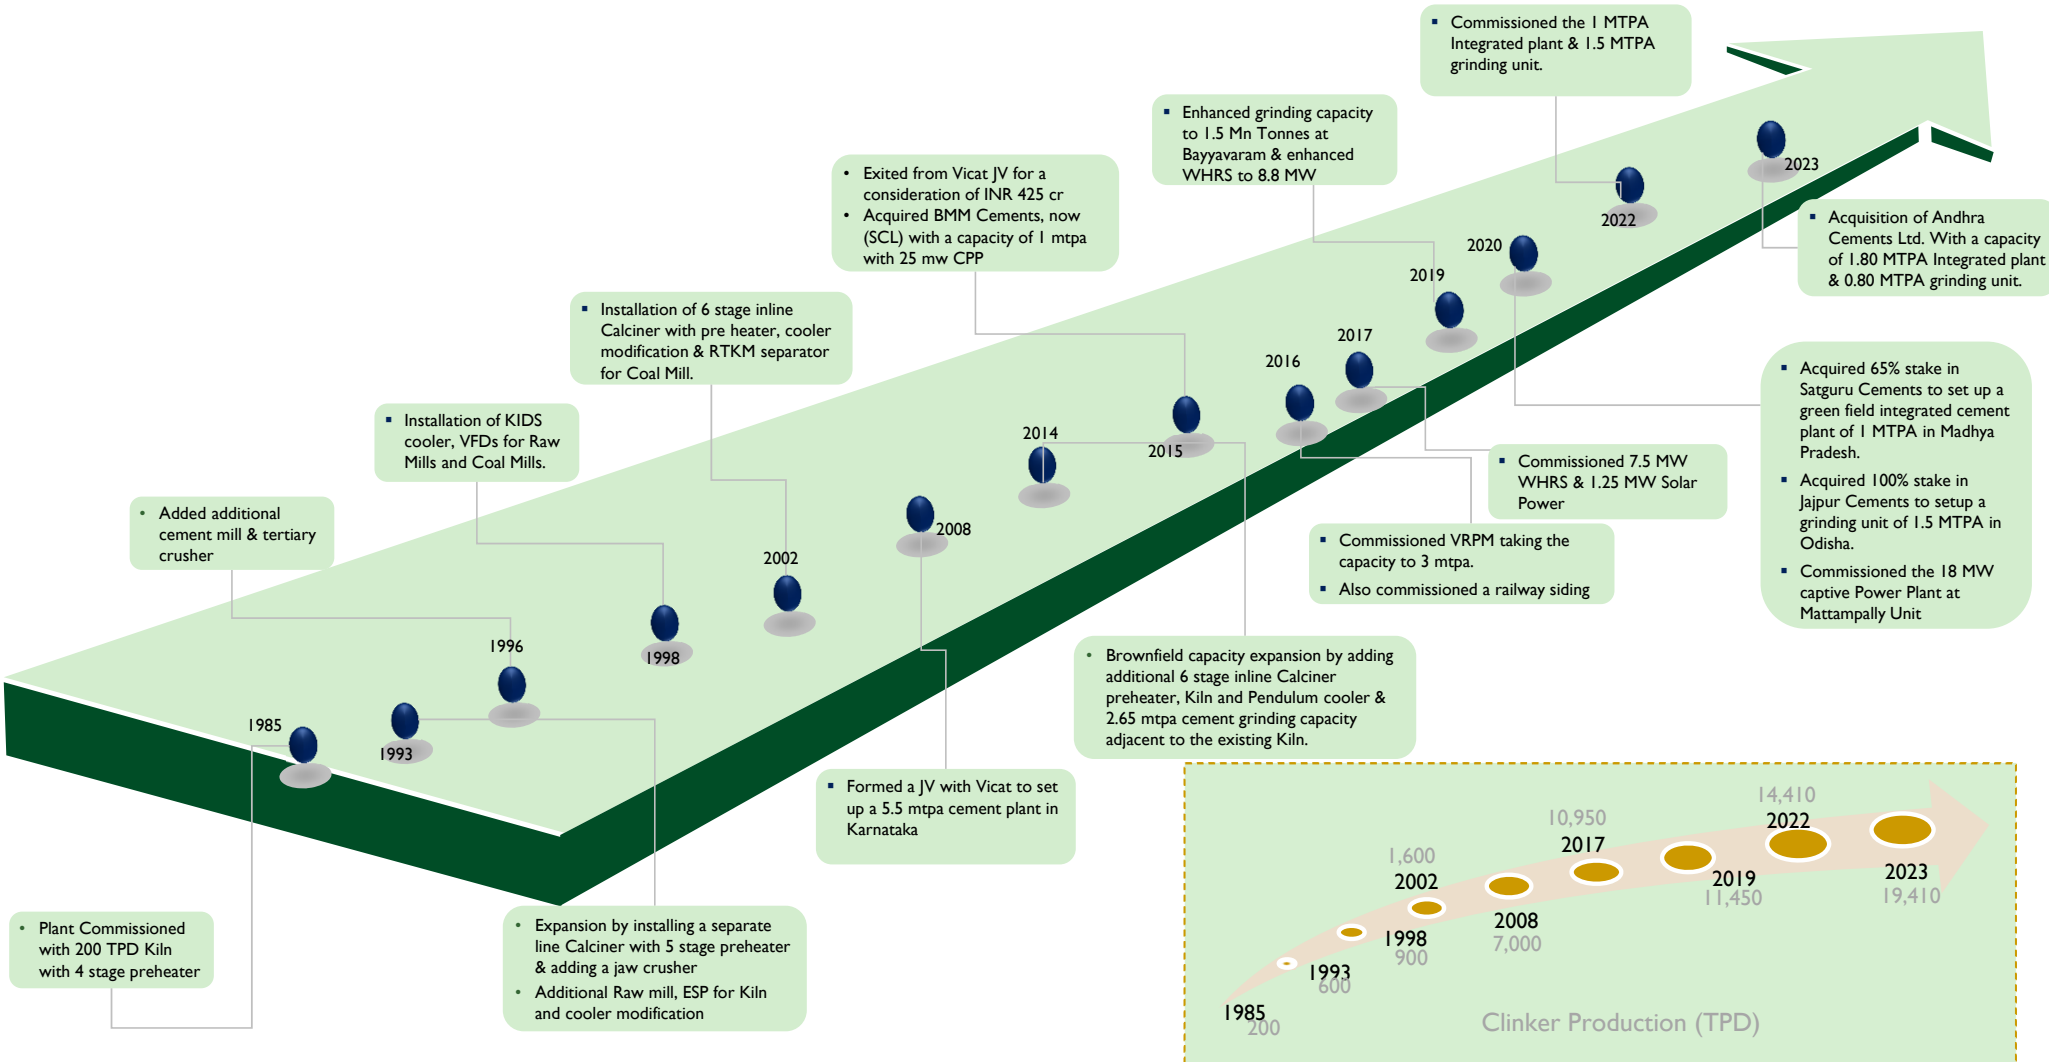 ▪ Commissioned the 1 MTPA
Integrated plant & 1.5 MTPA
grinding unit.
▪ Enhanced grinding capacity
to 1.5 Mn Tonnes at
Bayyavaram & enhanced
WHRS to 8.8 MW
• Exited from Vicat JV for a
consideration of INR 425 cr
• Acquired BMM Cements, now
(SCL) with a capacity of 1 mtpa
with 25 mw CPP
▪ Installation of 6 stage inline
Calciner with pre heater, cooler
modification & RTKM separator
for Coal Mill.
▪ Installation of KIDS
cooler, VFDs for Raw
Mills and Coal Mills.
• Added additional
cement mill & tertiary
crusher
1985
1993
1996
1998
2002
2008
2014
2015
2016
2017
2019
2020
2022
2023
▪ Acquisition of Andhra
Cements Ltd. With a capacity
of 1.80 MTPA Integrated plant
& 0.80 MTPA grinding unit.
▪ Acquired 65% stake in
Satguru Cements to set up a
green field integrated cement
plant of 1 MTPA in Madhya
Pradesh.
▪ Acquired 100% stake in
Jajpur Cements to setup a
grinding unit of 1.5 MTPA in
Odisha.
▪ Commissioned the 18 MW
captive Power Plant at
Mattampally Unit
▪ Commissioned 7.5 MW
WHRS & 1.25 MW Solar
Power
▪ Commissioned VRPM taking the
capacity to 3 mtpa.
▪ Also commissioned a railway siding
• Brownfield capacity expansion by adding
additional 6 stage inline Calciner
preheater, Kiln and Pendulum cooler &
2.65 mtpa cement grinding capacity
adjacent to the existing Kiln.
▪ Formed a JV with Vicat to set
up a 5.5 mtpa cement plant in
Karnataka
• Expansion by installing a separate
line Calciner with 5 stage preheater
& adding a jaw crusher
• Additional Raw mill, ESP for Kiln
and cooler modification
• Plant Commissioned
with 200 TPD Kiln
with 4 stage preheater
1985
200
1993
600
1998
900
1,600
2002
2008
7,000
10,950
2017
2019
11,450
14,410
2022
2023
19,410
Clinker Production (TPD)